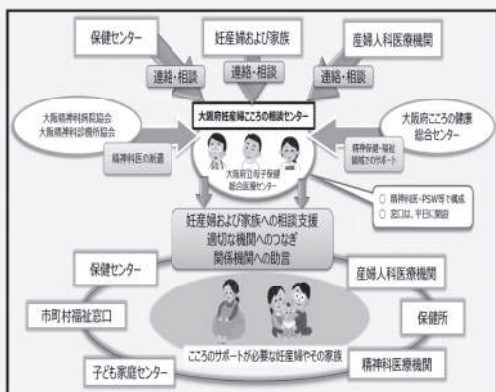 保健センター
妊産婦および家族
産婦人科医療機関
連絡・相談
連絡・相談
連絡・相談
大阪府妊産婦こころの相談センター
大阪精神科病院協会
大阪精神科診療所協会
大阪府こころの健康
総合センター
精神科医の派遣
精神保健・福祉
領域でのサポート
大阪府立母子保健
総合医療センター
○ 精神科医・PSW等で構成
○ 窓口は、平日に開設
妊産婦および家族への相談支援
適切な機関へのつなぎ
関係機関への助言
保健センター
産婦人科医療機関
市町村福祉窓口
保健所
こころのサポートが必要な妊産婦やその家族
子ども家庭センター
精神科医療機関